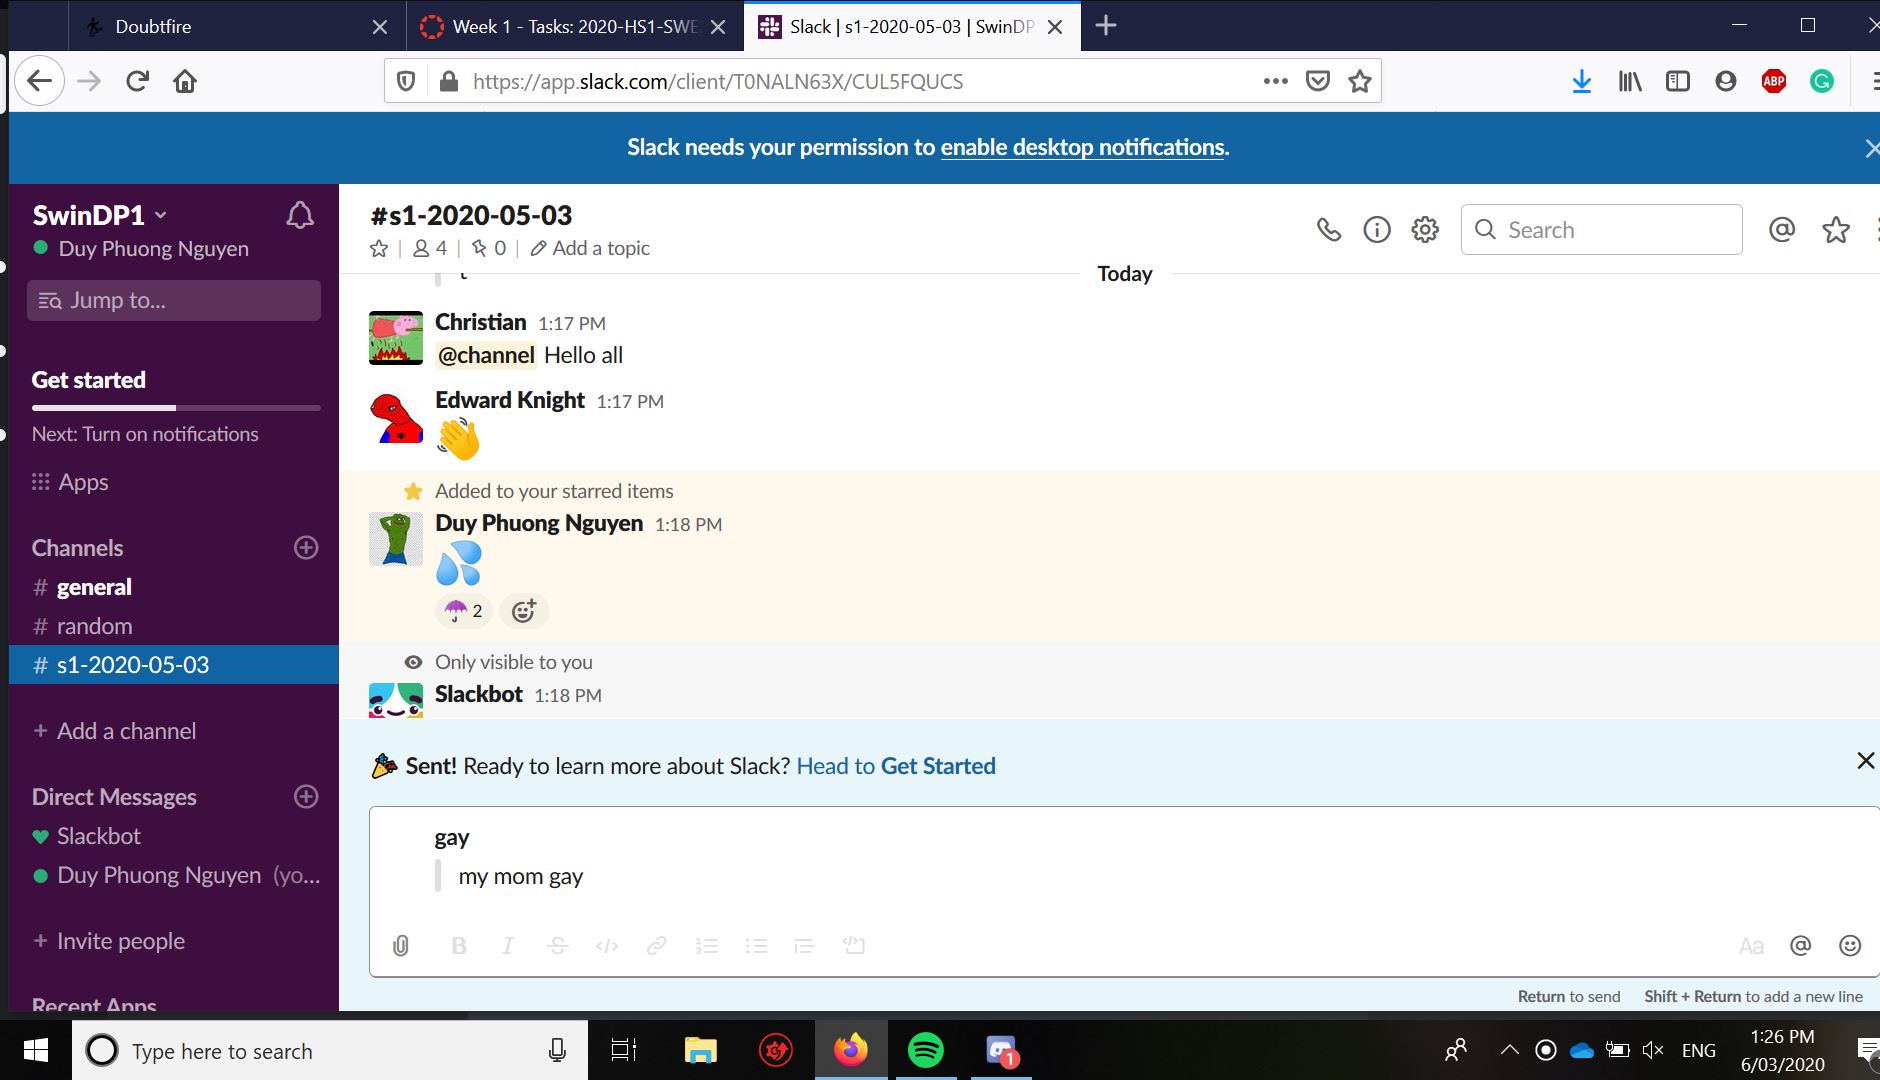 Doubtfire
Week 1 - Tasks: 2020-HS1-SWE
Slack | s1-2020-05-03 | SwinDP
https://app.slack.com/client/T0NALN63X/CUL5FQUCS
ABP
Slack needs your permission to enable desktop notifications.
SwinDP1
Duy Phuong Nguyen
#s1-2020-05-03
4
0
Add a topic
Search
Jump to...
Today
Christian 1:17 PM
@channel Hello all
Get started
Next: Turn on notifications
Edward Knight 1:17 PM
Apps
Added to your starred items
Duy Phuong Nguyen 1:18 PM
2
Channels
# general
# random
# s1-2020-05-03
Only visible to you
Slackbot 1:18 PM
+ Add a channel
Sent! Ready to learn more about Slack? Head to Get Started
Direct Messages
Slackbot
Duy Phuong Nguyen (yo...
gay
my mom gay
+ Invite people
B I S
Aa @
Recent Apps
Return to send Shift + Return to add a new line
Type here to search
1
ENG
1:26 PM
6/03/2020